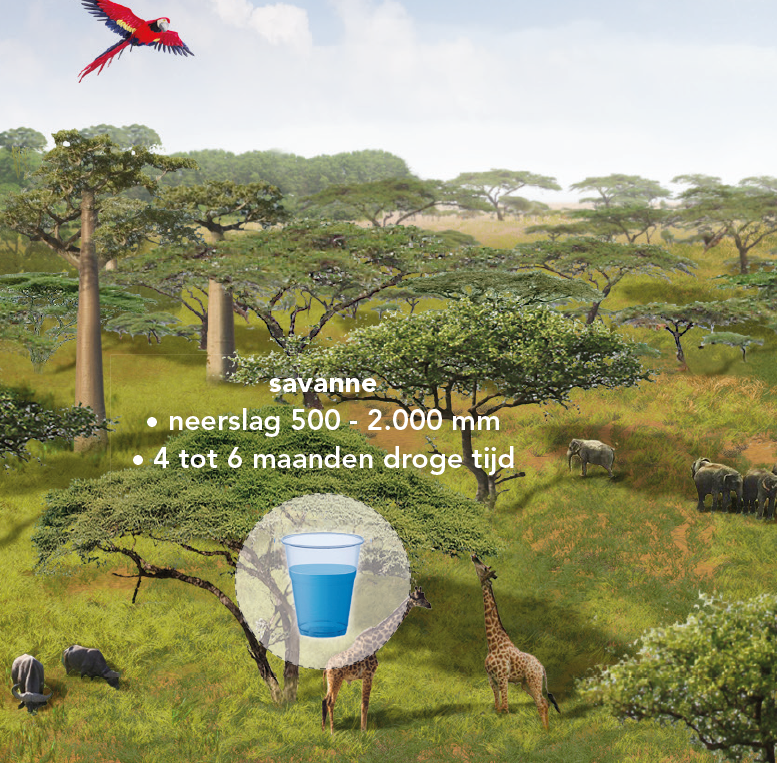 savanne
• neerslag 500 - 2.000 mm
• 4 tot 6 maanden droge tijd